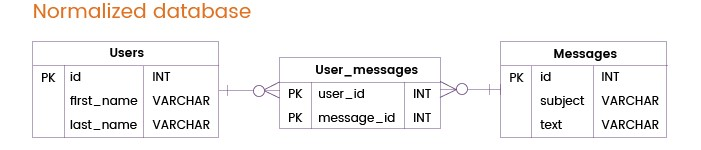 Normalized database
Users
PK id INT
first_name VARCHAR
last_name VARCHAR
User_messages
PK user_id INT
PK message_id INT
Messages
PK id INT
subject VARCHAR
text VARCHAR